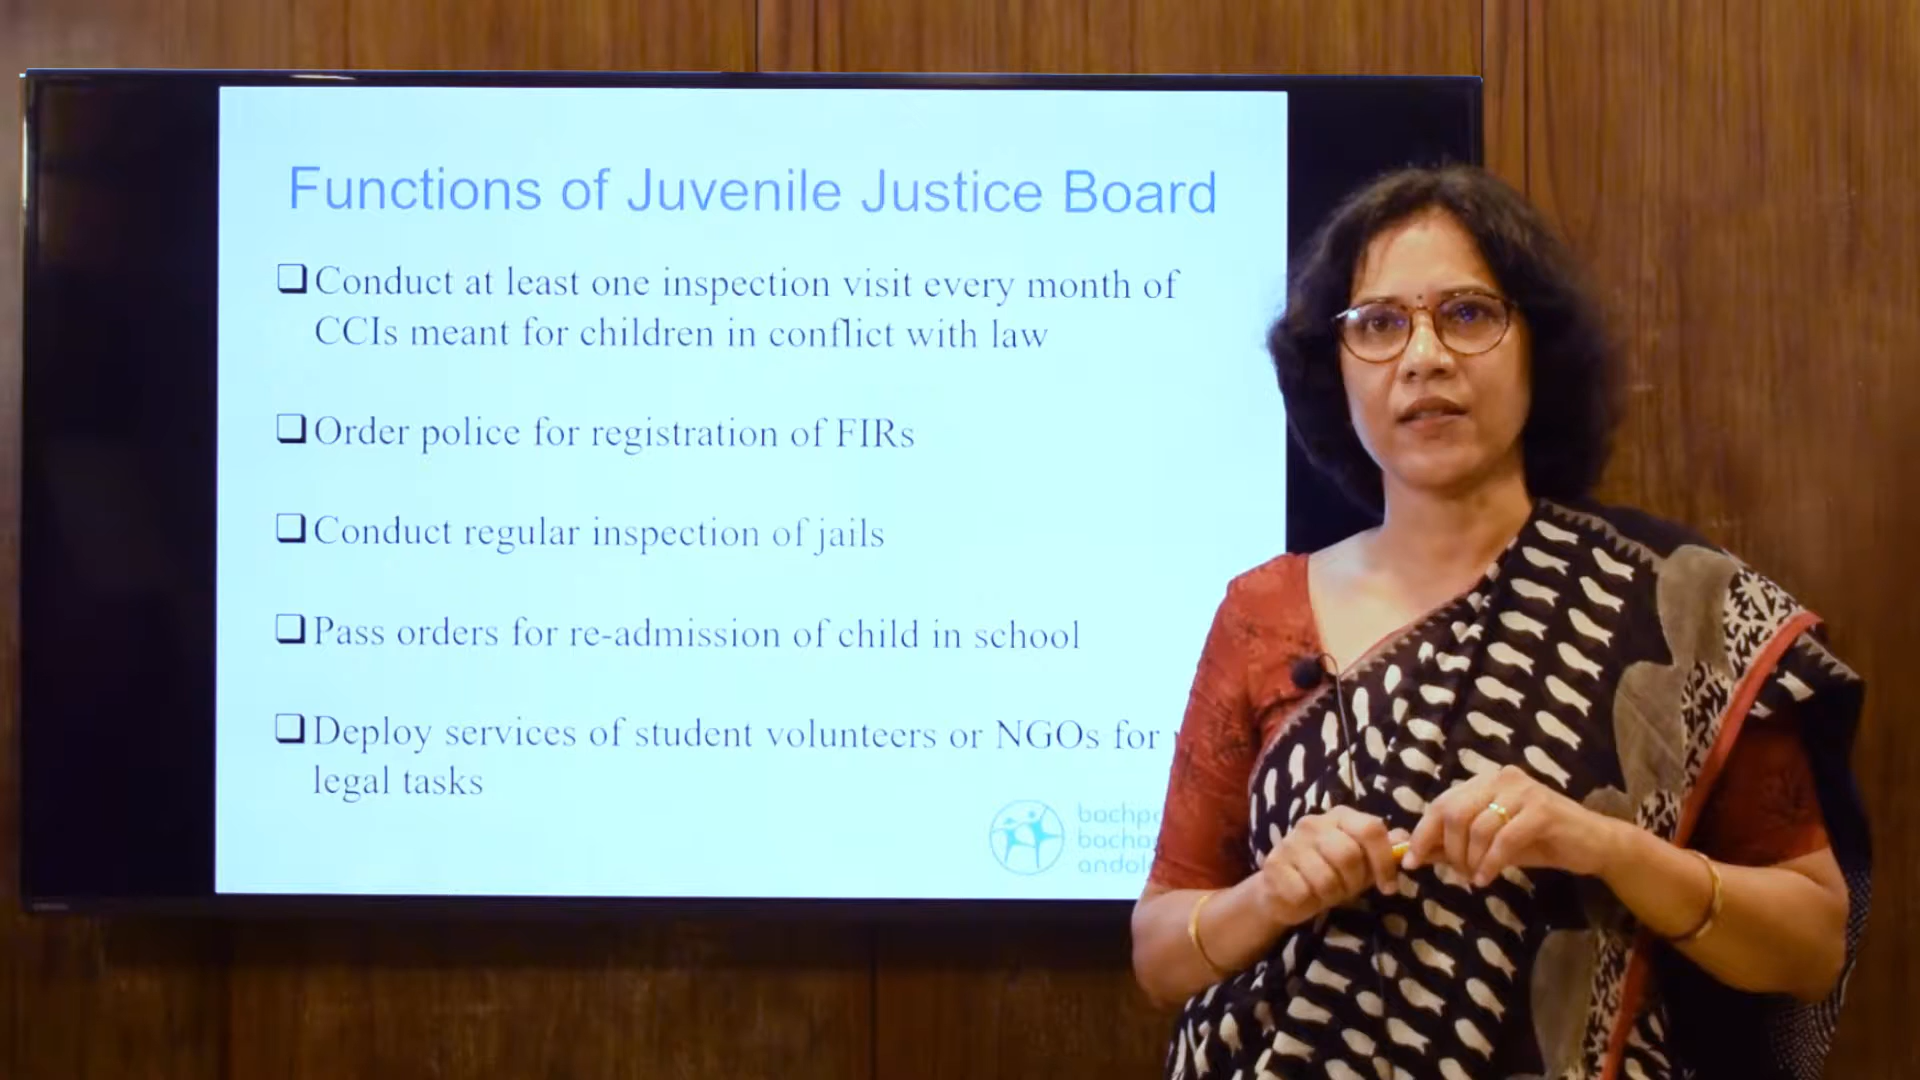 Functions of Juvenile Justice Board
Conduct at least one inspection visit every month of
CCIs meant for children in conflict with law
Order police for registration of FIRs
Conduct regular inspection of jails
Pass orders for re-admission of child in school
Deploy services of student volunteers or NGOs for
legal tasks